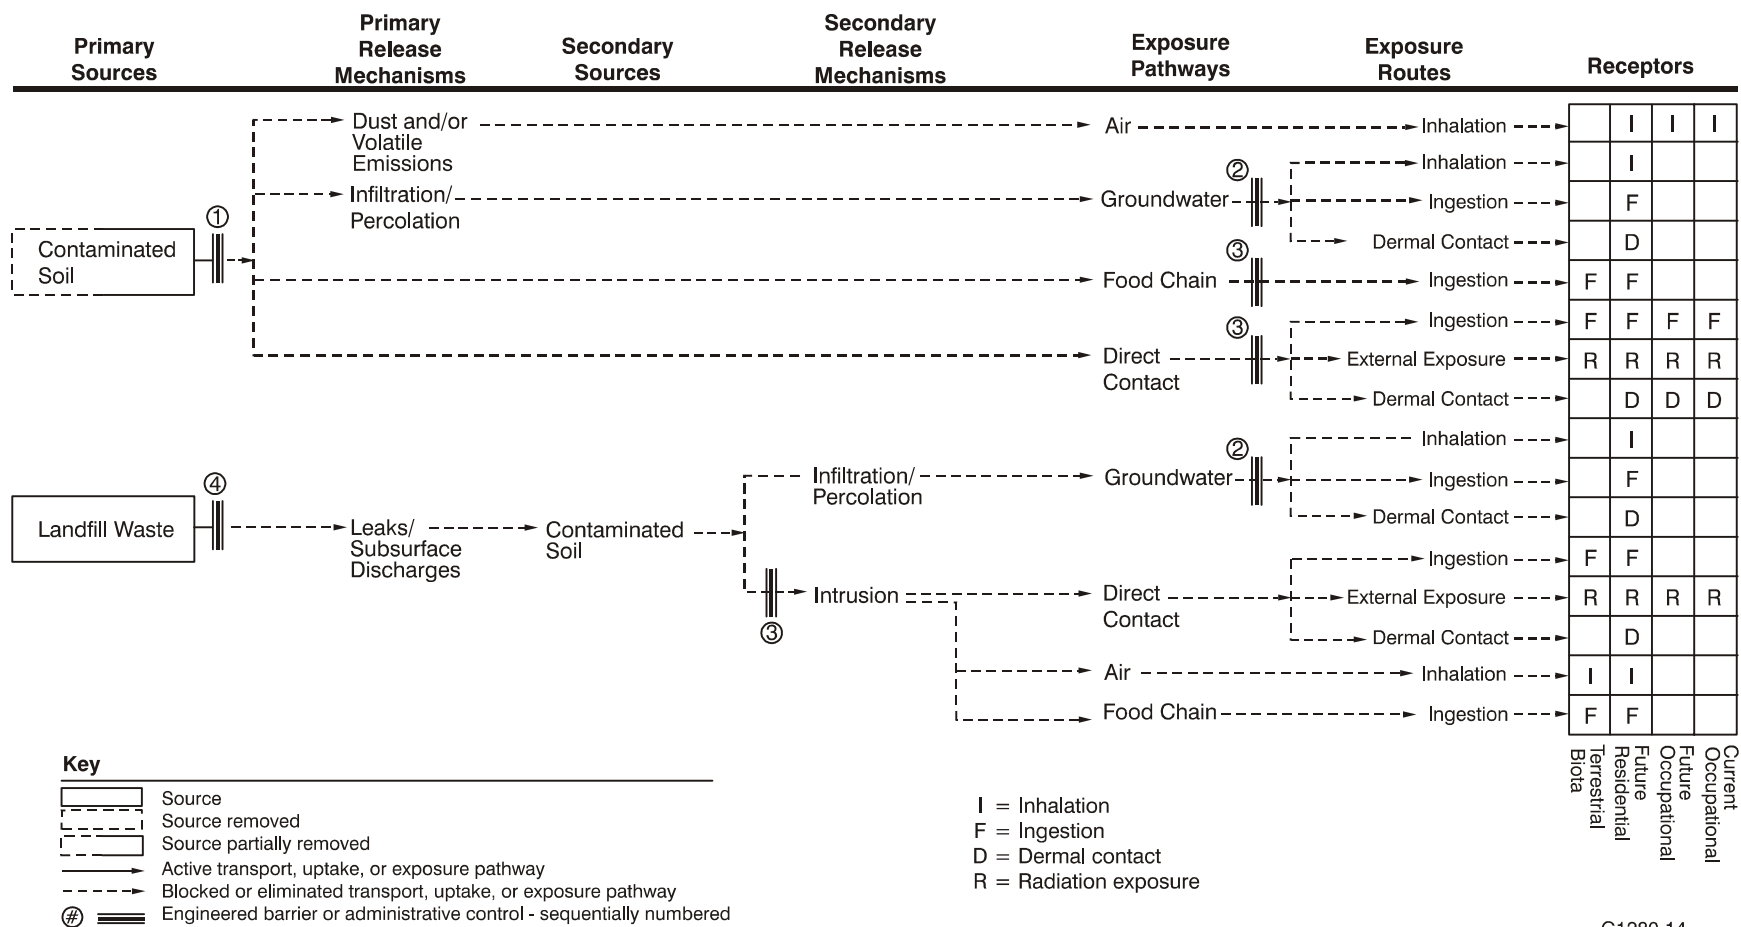 Primary
Sources
Primary
Release
Mechanisms
Secondary
Sources
Secondary
Release
Mechanisms
Exposure
Pathways
Exposure
Routes
Receptors
Dust and/or
Volatile
Emissions
Air
Inhalation
I I I
Inhalation
I
Infiltration/
Percolation
Groundwater
2
Ingestion
F
Dermal Contact
D
1
Contaminated
Soil
3
Food Chain
Ingestion
F F
3
Ingestion
F F F F
Direct
Contact
External Exposure
R R R R
Dermal Contact
D D D
Inhalation
I
2
Infiltration/
Percolation
Groundwater
Ingestion
F
Dermal Contact
D
4
Landfill Waste
Leaks/
Subsurface
Discharges
Contaminated
Soil
Ingestion
F F
3
Intrusion
Direct
Contact
External Exposure
R R R R
Dermal Contact
D
Air
Inhalation
I I
Food Chain
Ingestion
F F
Terrestrial
Biota
Future
Residential
Future
Occupational
Current
Occupational
Key
Source
Source removed
Source partially removed
Active transport, uptake, or exposure pathway
Blocked or eliminated transport, uptake, or exposure pathway
# Engineered barrier or administrative control - sequentially numbered
I = Inhalation
F = Ingestion
D = Dermal contact
R = Radiation exposure